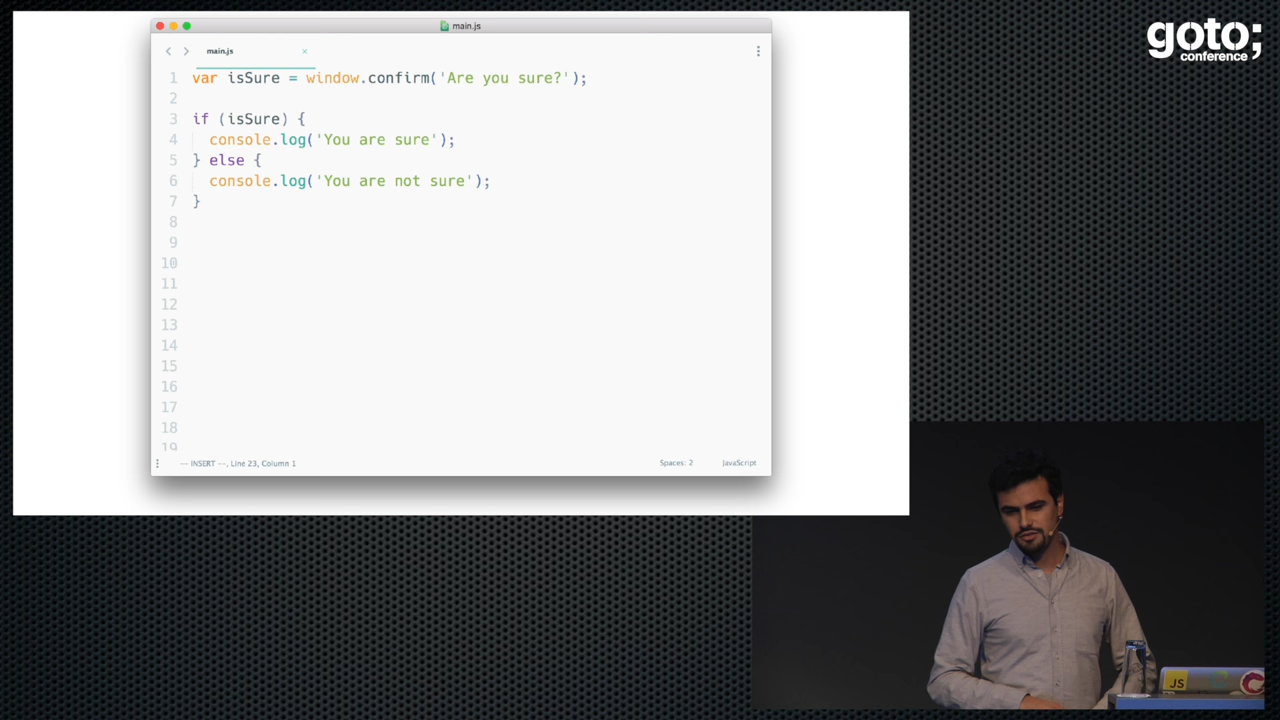 main.js
main.js
1 var isSure = window.confirm('Are you sure?');
2
3 if (isSure) {
4 console.log('You are sure');
5 } else {
6 console.log('You are not sure');
7 }
8
9
10
11
12
13
14
15
16
17
18
19
-- INSERT --, Line 23, Column 1
Spaces: 2
JavaScript
goto;
conference
JS